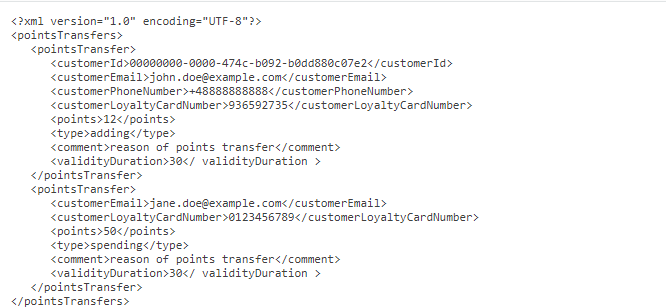 <?xml version="1.0" encoding="UTF-8"?>
<pointsTransfers>
<pointsTransfer>
<customerId>00000000-0000-474c-b092-b0dd880c07e2</customerId>
<customerEmail>john.doe@example.com</customerEmail>
<customerPhoneNumber>+48888888888</customerPhoneNumber>
<customerLoyaltyCardNumber>936592735</customerLoyaltyCardNumber>
<points>12</points>
<type>adding</type>
<comment>reason of points transfer</comment>
<validityDuration>30</ validityDuration >
</pointsTransfer>
<pointsTransfer>
<customerEmail>jane.doe@example.com</customerEmail>
<customerLoyaltyCardNumber>0123456789</customerLoyaltyCardNumber>
<points>50</points>
<type>spending</type>
<comment>reason of points transfer</comment>
<validityDuration>30</ validityDuration >
</pointsTransfer>
</pointsTransfers>